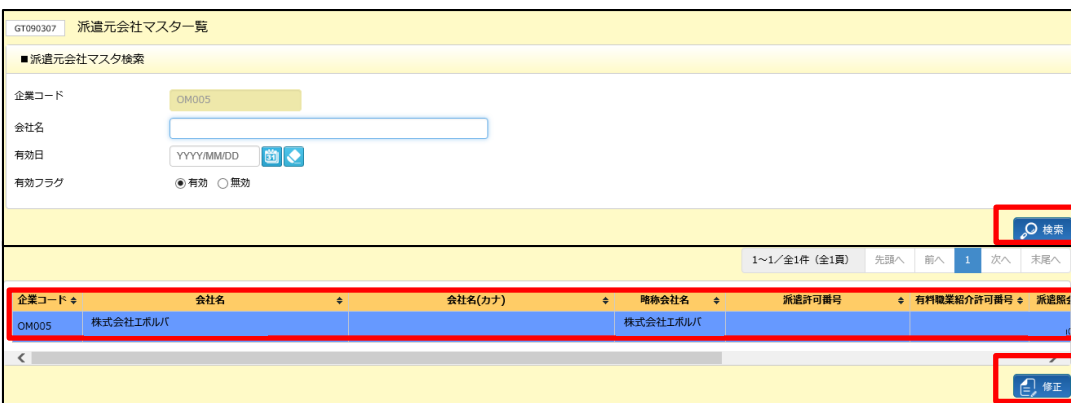 GT090307 派遣元会社マスター覧
■派遣元会社マスタ検索
企業コード OM005
会社名
有効日 YYYY/MM/DD 31
有効フラグ 有効 無効
検索
1～1／全1件（全1頁） 先頭へ 前へ 1 次へ 末尾へ
企業コード 会社名 会社名(カナ) 略称会社名 派遣許可番号 有料職業紹介許可番号 派遣照会
OM005 株式会社エボルバ 株式会社エボルバ
修正